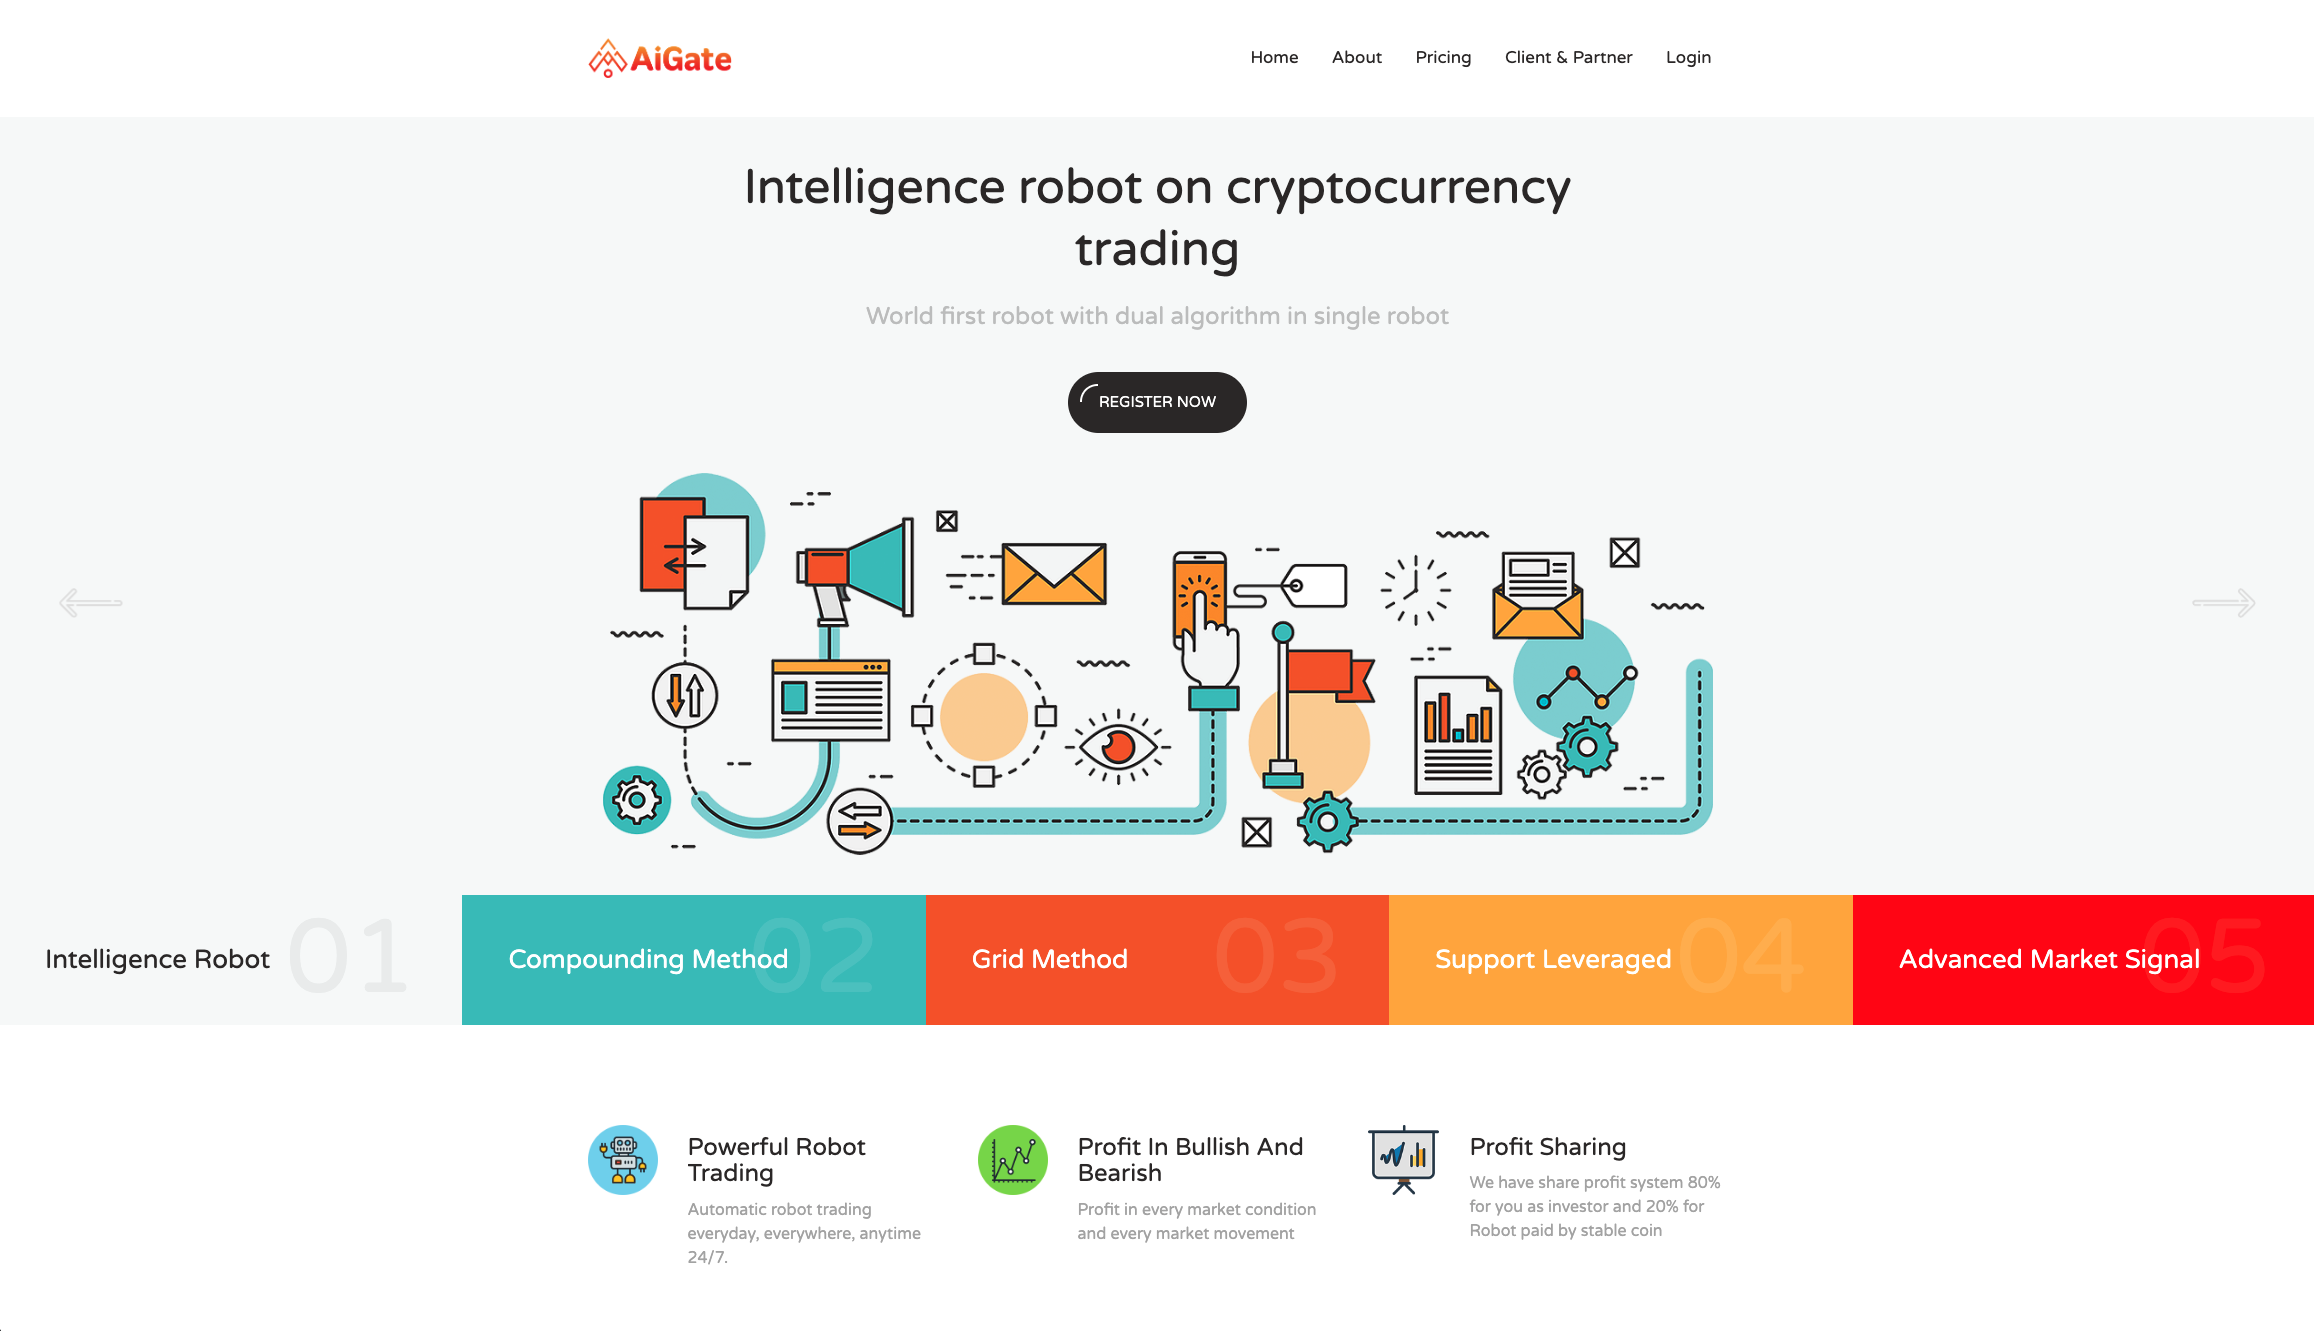 AiGate
Home About Pricing Client & Partner Login
Intelligence robot on cryptocurrency
trading
World first robot with dual algorithm in single robot
REGISTER NOW
Intelligence Robot 01
Compounding Method 02
Grid Method 03
Support Leveraged 04
Advanced Market Signal 05
Powerful Robot
Trading
Automatic robot trading
everyday, everywhere, anytime
24/7.
Profit In Bullish And
Bearish
Profit in every market condition
and every market movement
Profit Sharing
We have share profit system 80%
for you as investor and 20% for
Robot paid by stable coin